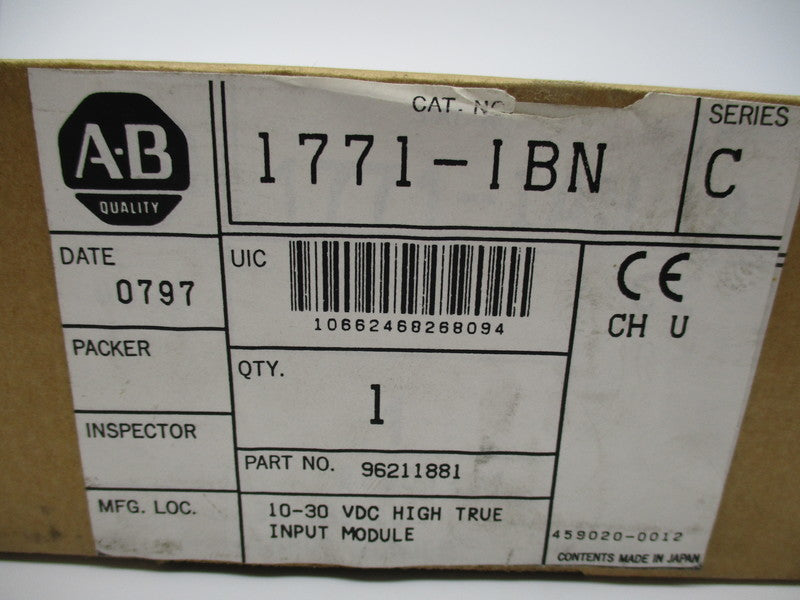 A-B
QUALITY
CAT. NO
1771-IBN
SERIES
C
DATE
0797
UIC
10662468268094
CE
CH U
PACKER
QTY.
1
INSPECTOR
PART NO. 96211881
MFG. LOC.
10-30 VDC HIGH TRUE
INPUT MODULE
459020-0012
CONTENTS MADE IN JAPAN